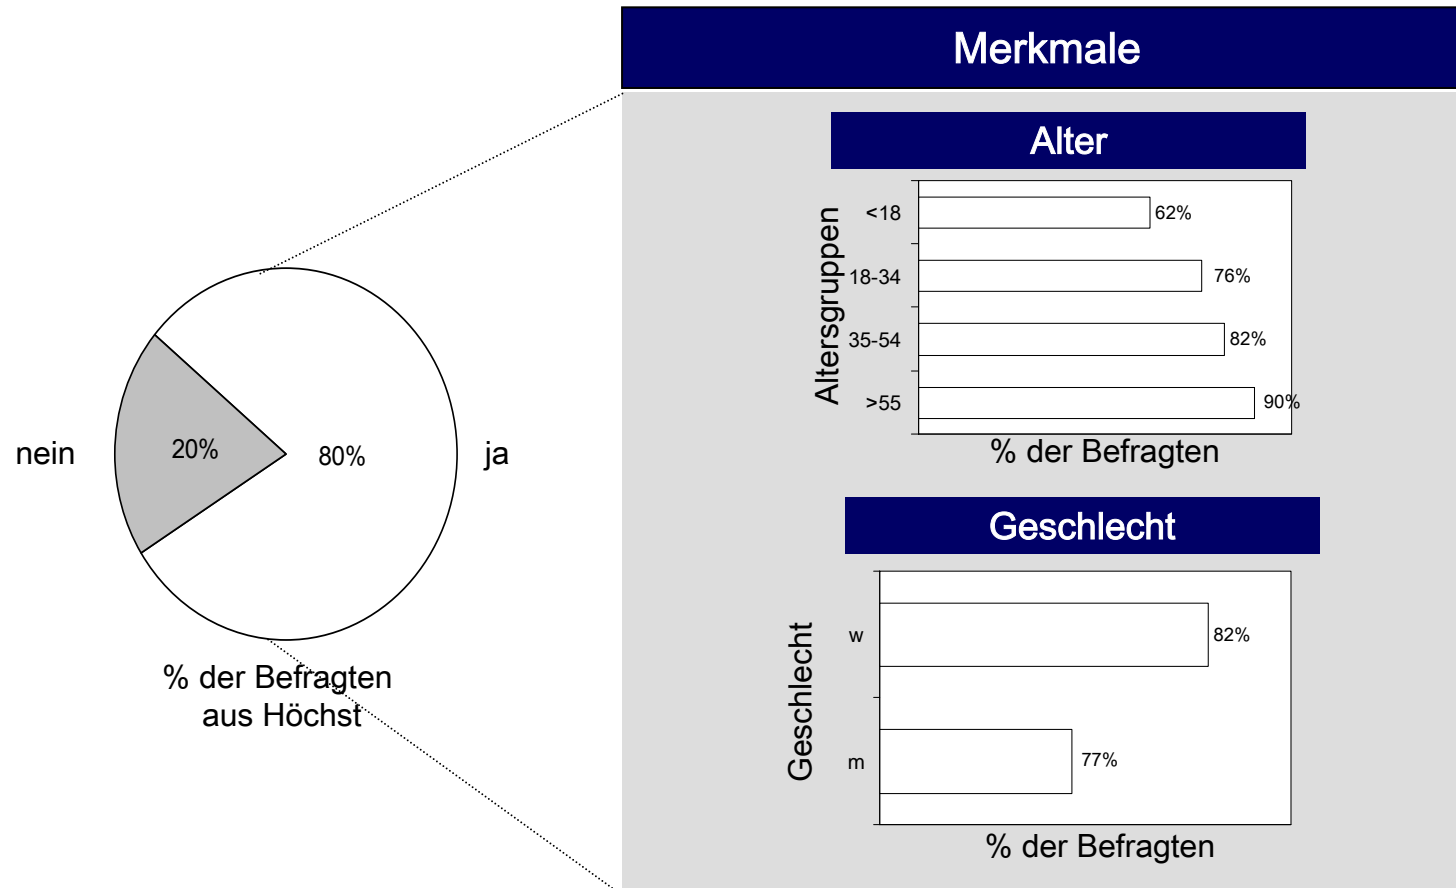 Merkmale
nein
20%
80%
ja
% der Befragten
aus Höchst
Alter
Altersgruppen
<18
62%
18-34
76%
35-54
82%
>55
90%
% der Befragten
Geschlecht
Geschlecht
w
82%
m
77%
% der Befragten